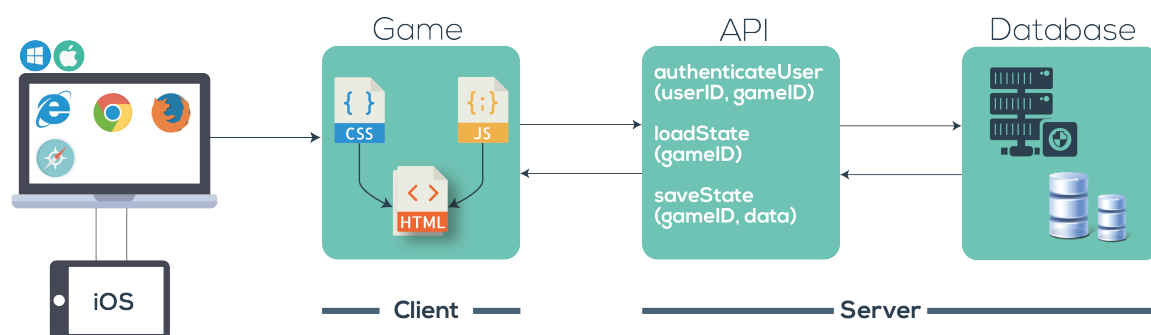 Game
API
Database
{ }
CSS
{;}
JS
< >
HTML
authenticateUser
(userID, gameID)
loadState
(gameID)
saveState
(gameID, data)
iOS
Client
Server